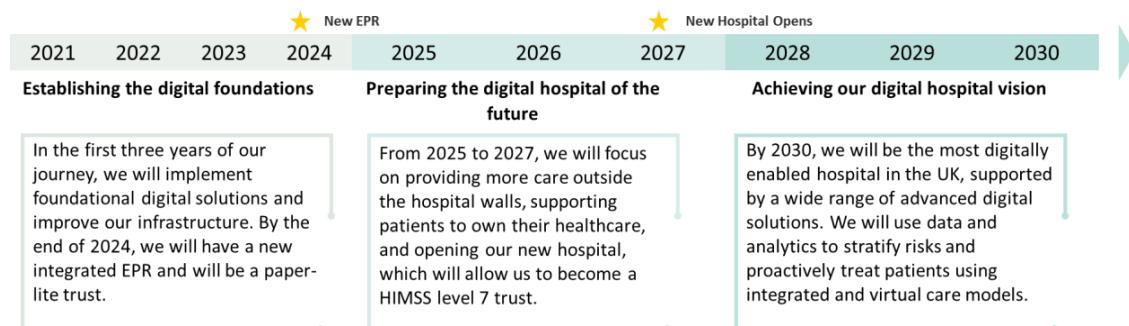 New EPR
New Hospital Opens
2021 2022 2023 2024 2025 2026 2027 2028 2029 2030
Establishing the digital foundations
In the first three years of our
journey, we will implement
foundational digital solutions and
improve our infrastructure. By the
end of 2024, we will have a new
integrated EPR and will be a paper-
lite trust.
Preparing the digital hospital of the
future
From 2025 to 2027, we will focus
on providing more care outside
the hospital walls, supporting
patients to own their healthcare,
and opening our new hospital,
which will allow us to become a
HIMSS level 7 trust.
Achieving our digital hospital vision
By 2030, we will be the most digitally
enabled hospital in the UK, supported
by a wide range of advanced digital
solutions. We will use data and
analytics to stratify risks and
proactively treat patients using
integrated and virtual care models.